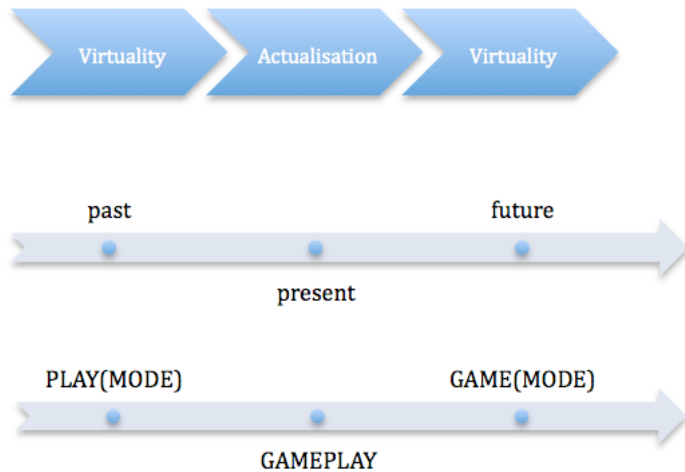 Virtuality Actualisation Virtuality
past future
present
PLAY(MODE) GAME(MODE)
GAMEPLAY